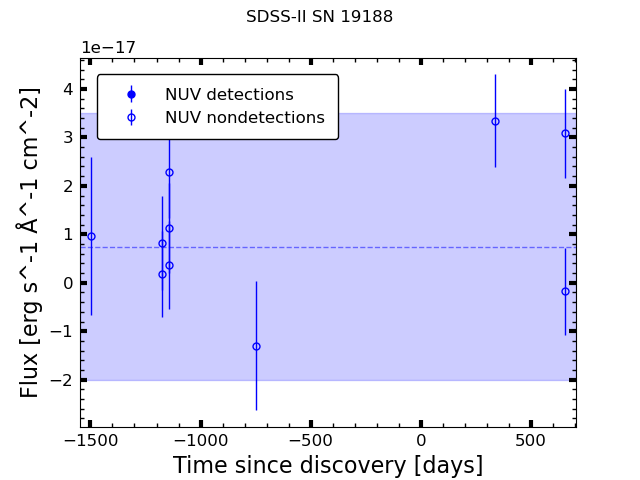 SDSS-II SN 19188
1e−17
NUV detections
NUV nondetections
4
3
2
1
0
−1
−2
Flux [erg s^-1 Å^-1 cm^-2]
−1500 −1000 −500 0 500
Time since discovery [days]